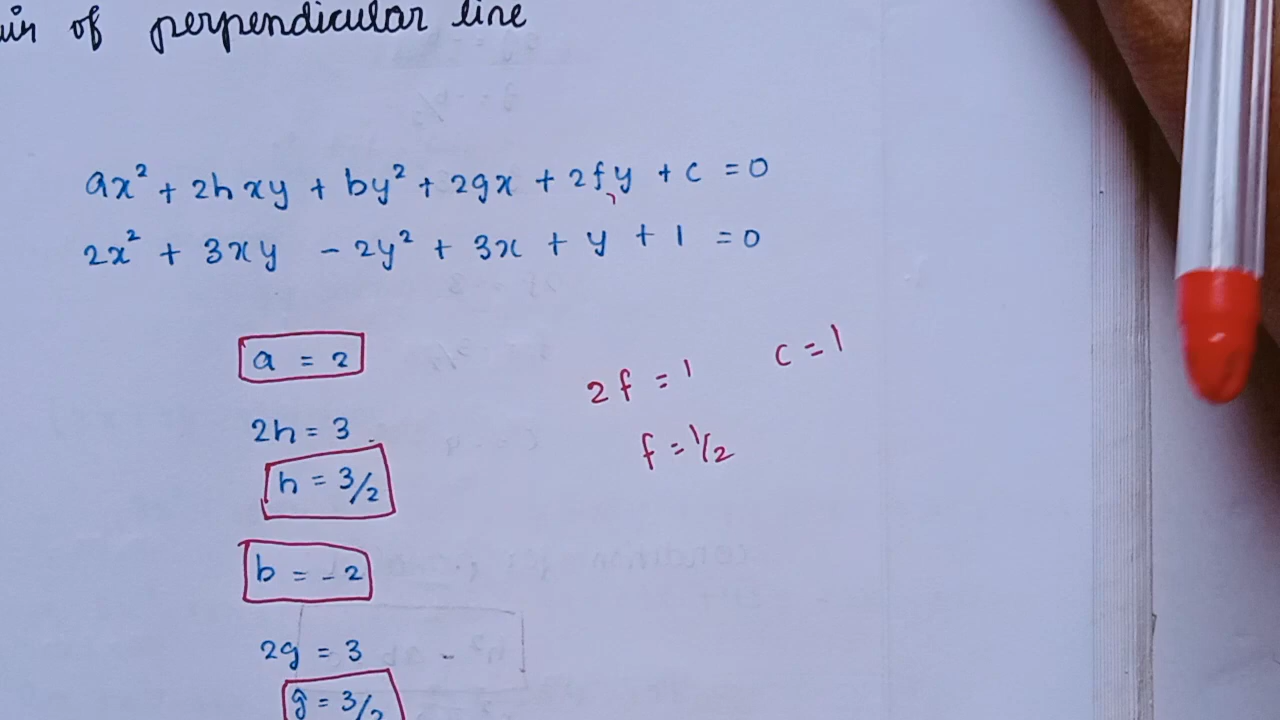 of perpendicular line
ax² + 2hxy + by² + 2gx + 2fy + c = 0
2x² + 3xy - 2y² + 3x + y + 1 = 0
a = 2
2h = 3
h = 3/2
b = -2
2g = 3
g = 3/2
2f = 1
f = 1/2
c = 1